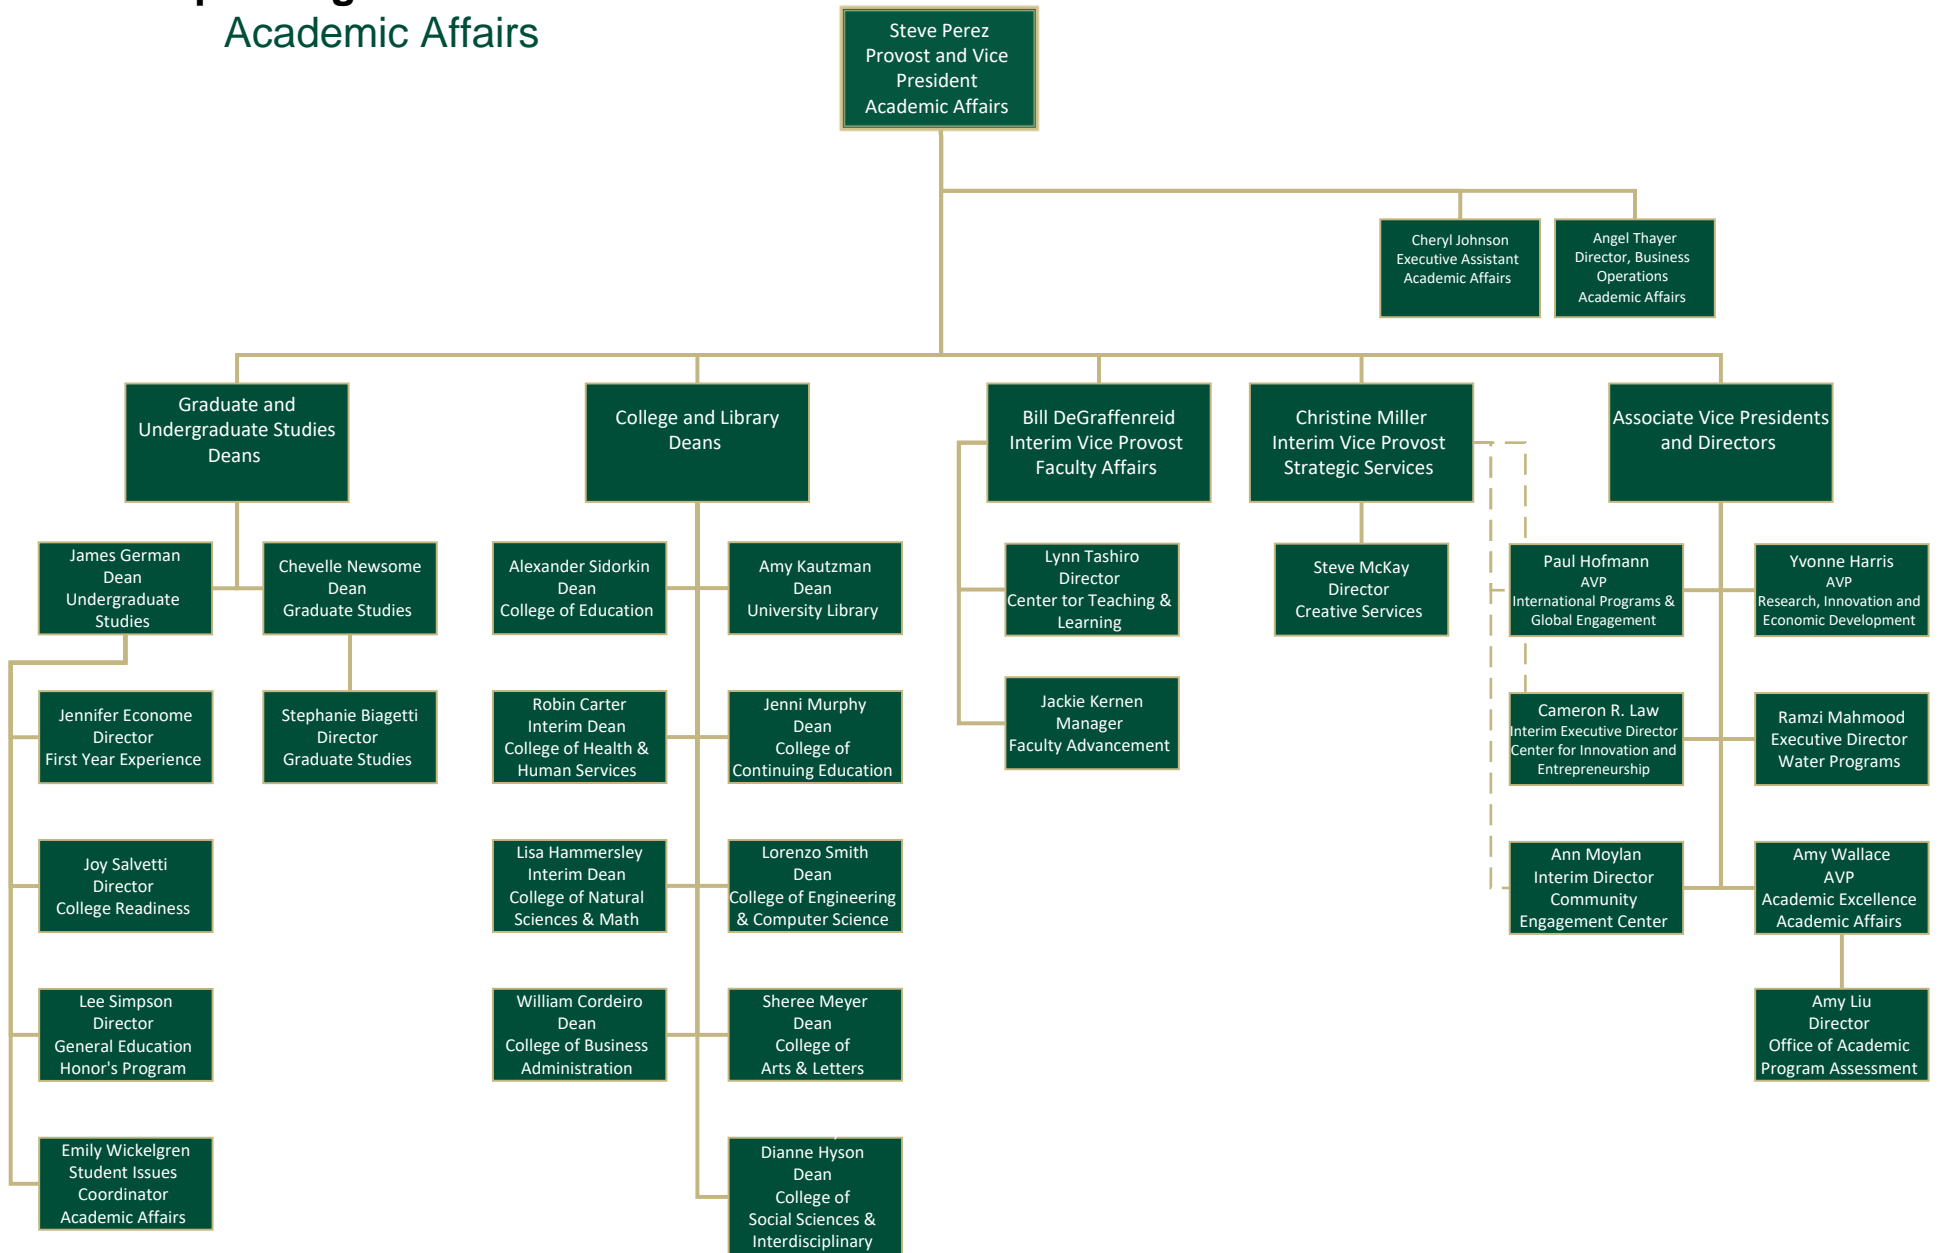 Academic Affairs
Steve Perez
Provost and Vice
President
Academic Affairs
Cheryl Johnson
Executive Assistant
Academic Affairs
Angel Thayer
Director, Business
Operations
Academic Affairs
Graduate and
Undergraduate Studies
Deans
College and Library
Deans
Bill DeGraffenreid
Interim Vice Provost
Faculty Affairs
Christine Miller
Interim Vice Provost
Strategic Services
Associate Vice Presidents
and Directors
James German
Dean
Undergraduate
Studies
Chevelle Newsome
Dean
Graduate Studies
Alexander Sidorkin
Dean
College of Education
Amy Kautzman
Dean
University Library
Lynn Tashiro
Director
Center tor Teaching &
Learning
Steve McKay
Director
Creative Services
Paul Hofmann
AVP
International Programs &
Global Engagement
Yvonne Harris
AVP
Research, Innovation and
Economic Development
Jennifer Econome
Director
First Year Experience
Stephanie Biagetti
Director
Graduate Studies
Robin Carter
Interim Dean
College of Health &
Human Services
Jenni Murphy
Dean
College of
Continuing Education
Jackie Kernen
Manager
Faculty Advancement
Cameron R. Law
Interim Executive Director
Center for Innovation and
Entrepreneurship
Ramzi Mahmood
Executive Director
Water Programs
Joy Salvetti
Director
College Readiness
Lisa Hammersley
Interim Dean
College of Natural
Sciences & Math
Lorenzo Smith
Dean
College of Engineering
& Computer Science
Ann Moylan
Interim Director
Community
Engagement Center
Amy Wallace
AVP
Academic Excellence
Academic Affairs
Lee Simpson
Director
General Education
Honor's Program
William Cordeiro
Dean
College of Business
Administration
Sheree Meyer
Dean
College of
Arts & Letters
Amy Liu
Director
Office of Academic
Program Assessment
Emily Wickelgren
Student Issues
Coordinator
Academic Affairs
Dianne Hyson
Dean
College of
Social Sciences &
Interdisciplinary